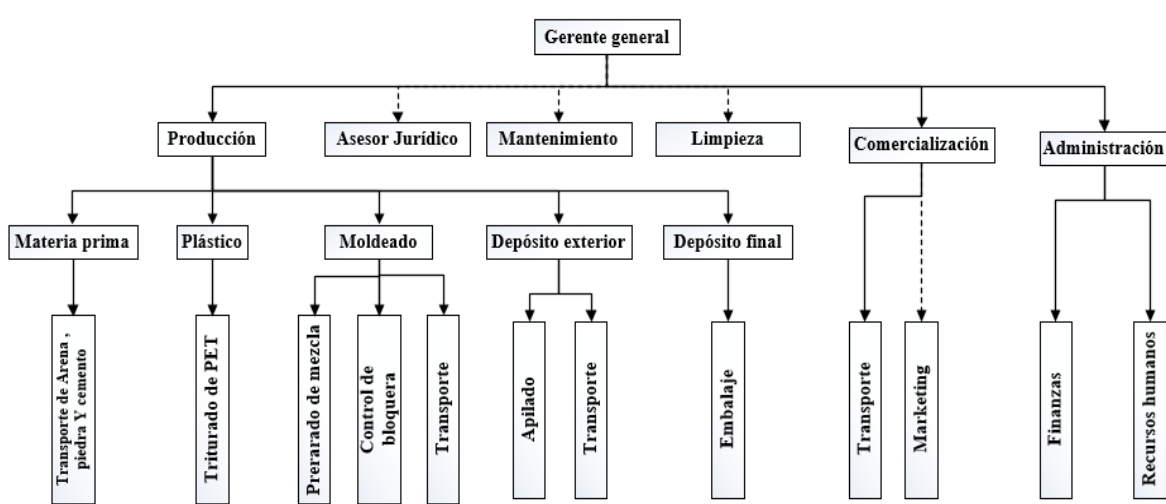 Gerente general
Producción
Asesor Jurídico
Mantenimiento
Limpieza
Comercialización
Administración
Materia prima
Plástico
Moldeado
Depósito exterior
Depósito final
Transporte de Arena ,
piedra Y cemento
Triturado de PET
Prerarado de mezcla
Control de
bloquera
Transporte
Apilado
Transporte
Embalaje
Transporte
Marketing
Finanzas
Recursos humanos